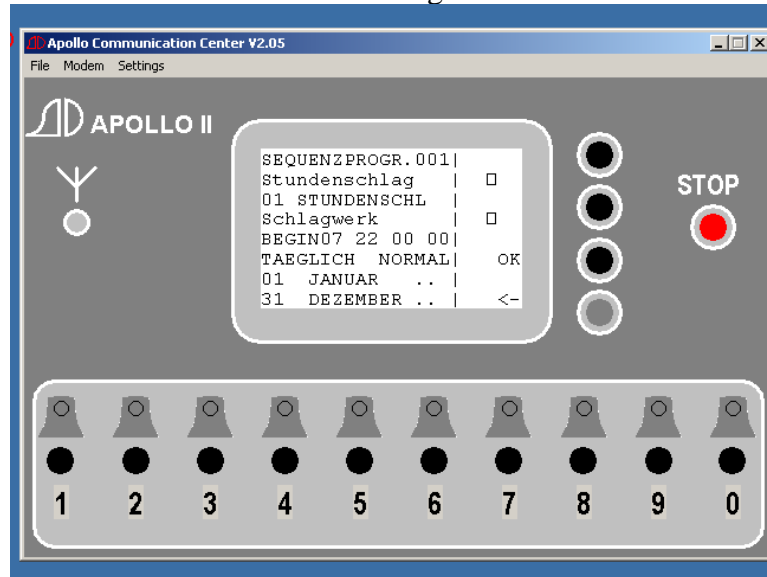 Apollo Communication Center V2.05
File Modem Settings
APOLLO II
SEQUENZPROGR.001|
Stundenschlag |
01 STUNDENSCHL |
Schlagwerk |
BEGIN07 22 00 00|
TAEGLICH NORMAL| OK
01 JANUAR .. |
31 DEZEMBER .. | <-
STOP
1 2 3 4 5 6 7 8 9 0